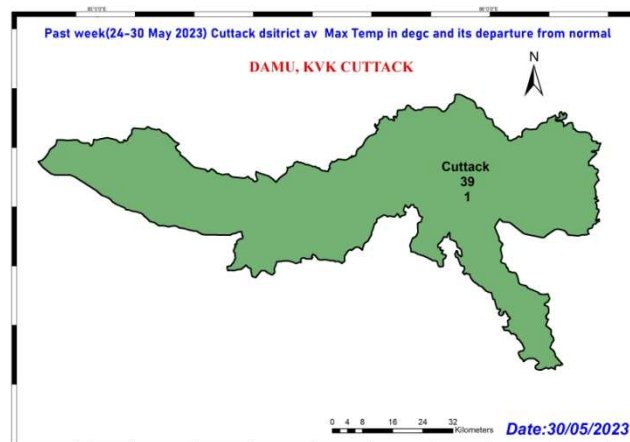 Past week(24-30 May 2023) Cuttack dsitrict av Max Temp in degc and its departure from normal
DAMU, KVK CUTTACK
N
Cuttack
39
1
0 4 8 16 24 32
Kilometers
Date:30/05/2023